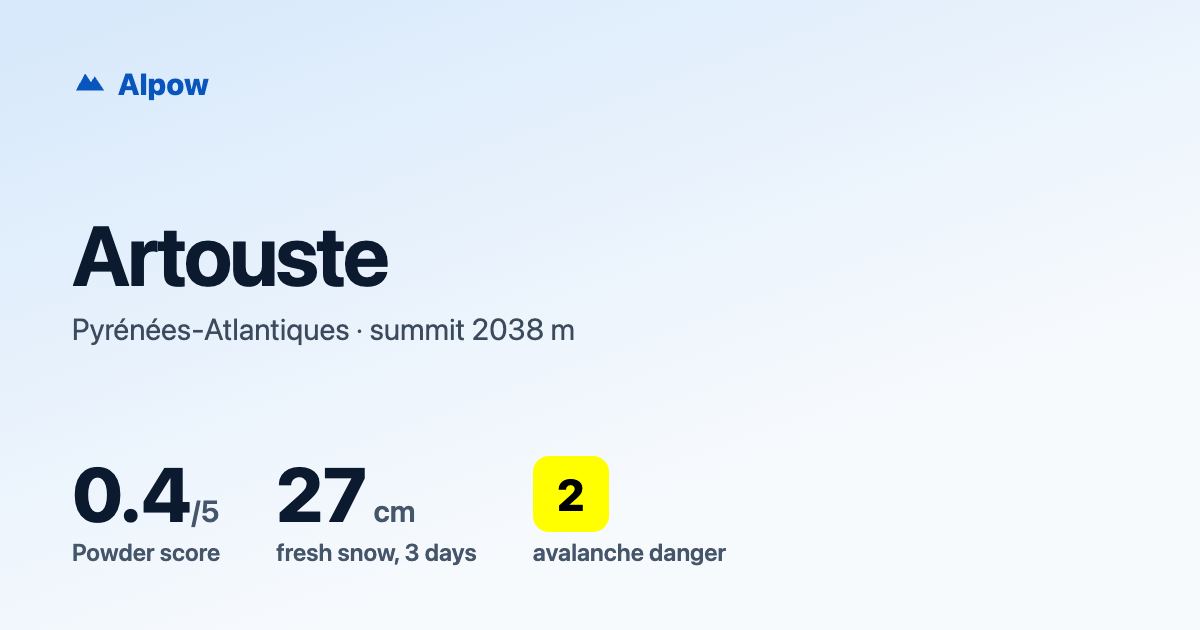 Alpow
Artouste
Pyrénées-Atlantiques · summit 2038 m
0.4/5
Powder score
27 cm
fresh snow, 3 days
2
avalanche danger